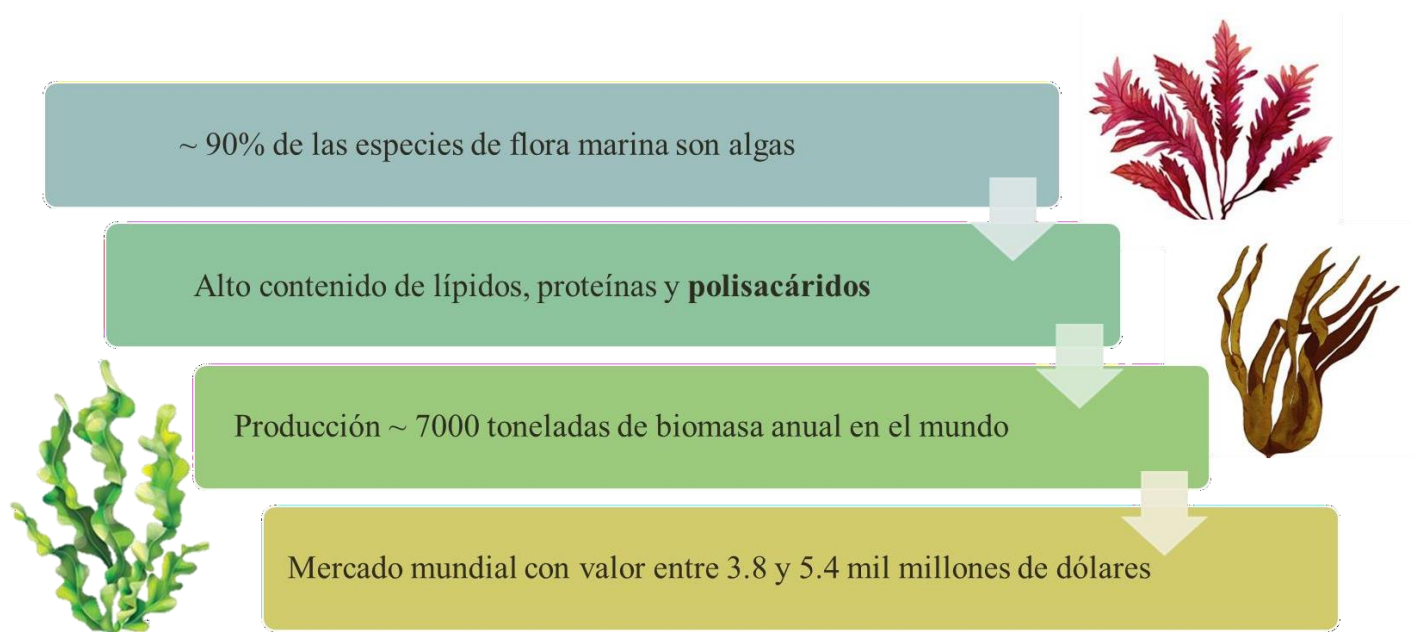 ~ 90% de las especies de flora marina son algas
Alto contenido de lípidos, proteínas y polisacáridos
Producción ~ 7000 toneladas de biomasa anual en el mundo
Mercado mundial con valor entre 3.8 y 5.4 mil millones de dólares